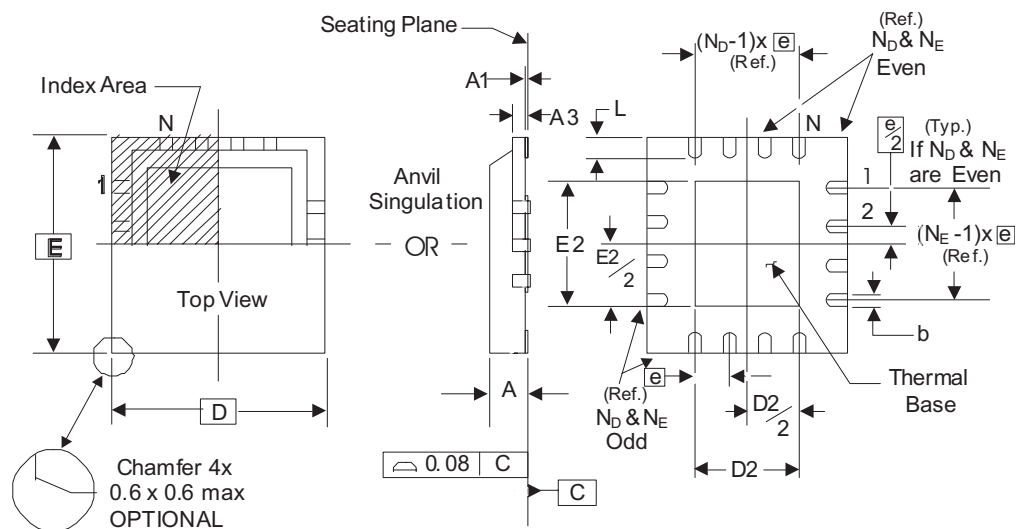 Seating Plane
Index Area
N
1
E
Top View
D
Chamfer 4x
0.6 x 0.6 max
OPTIONAL
A1
A3
L
Anvil
Singulation
OR
A
0.08 C
C
(ND-1)x e
(Ref.)
(Ref.)
ND & NE
Even
N
e/2
(Typ.)
If ND & NE
are Even
1
2
(NE-1)x e
(Ref.)
b
E2
E2/2
Thermal
Base
e
(Ref.)
ND & NE
Odd
D2/2
D2